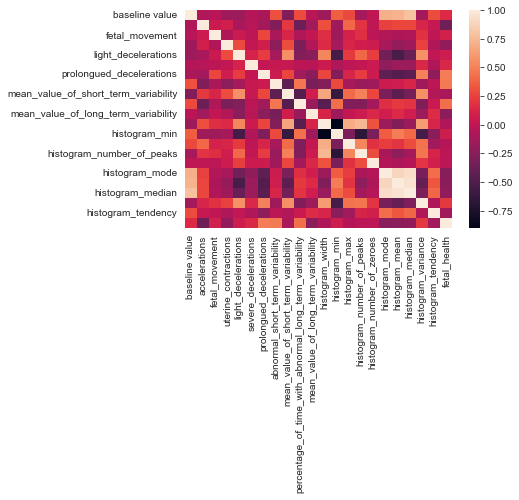 baseline value
fetal_movement
light_decelerations
prolongued_decelerations
mean_value_of_short_term_variability
mean_value_of_long_term_variability
histogram_min
histogram_number_of_peaks
histogram_mode
histogram_median
histogram_tendency
baseline value
accelerations
fetal_movement
uterine_contractions
light_decelerations
severe_decelerations
prolongued_decelerations
abnormal_short_term_variability
mean_value_of_short_term_variability
percentage_of_time_with_abnormal_long_term_variability
mean_value_of_long_term_variability
histogram_width
histogram_min
histogram_max
histogram_number_of_peaks
histogram_number_of_zeroes
histogram_mode
histogram_mean
histogram_median
histogram_variance
histogram_tendency
fetal_health
1.00
0.75
0.50
0.25
0.00
−0.25
−0.50
−0.75